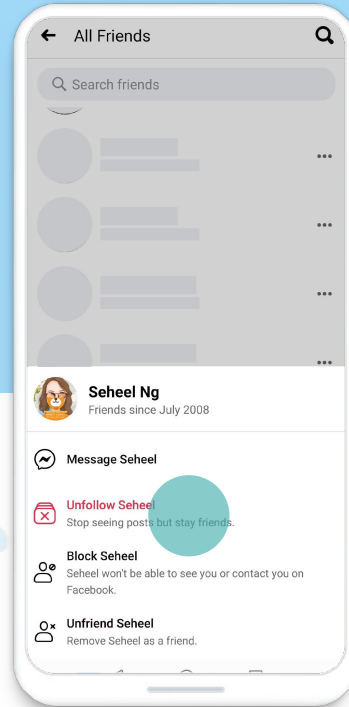 All Friends
Search friends
Seheel Ng
Friends since July 2008
Message Seheel
Unfollow Seheel
Stop seeing posts but stay friends.
Block Seheel
Seheel won't be able to see you or contact you on
Facebook.
Unfriend Seheel
Remove Seheel as a friend.